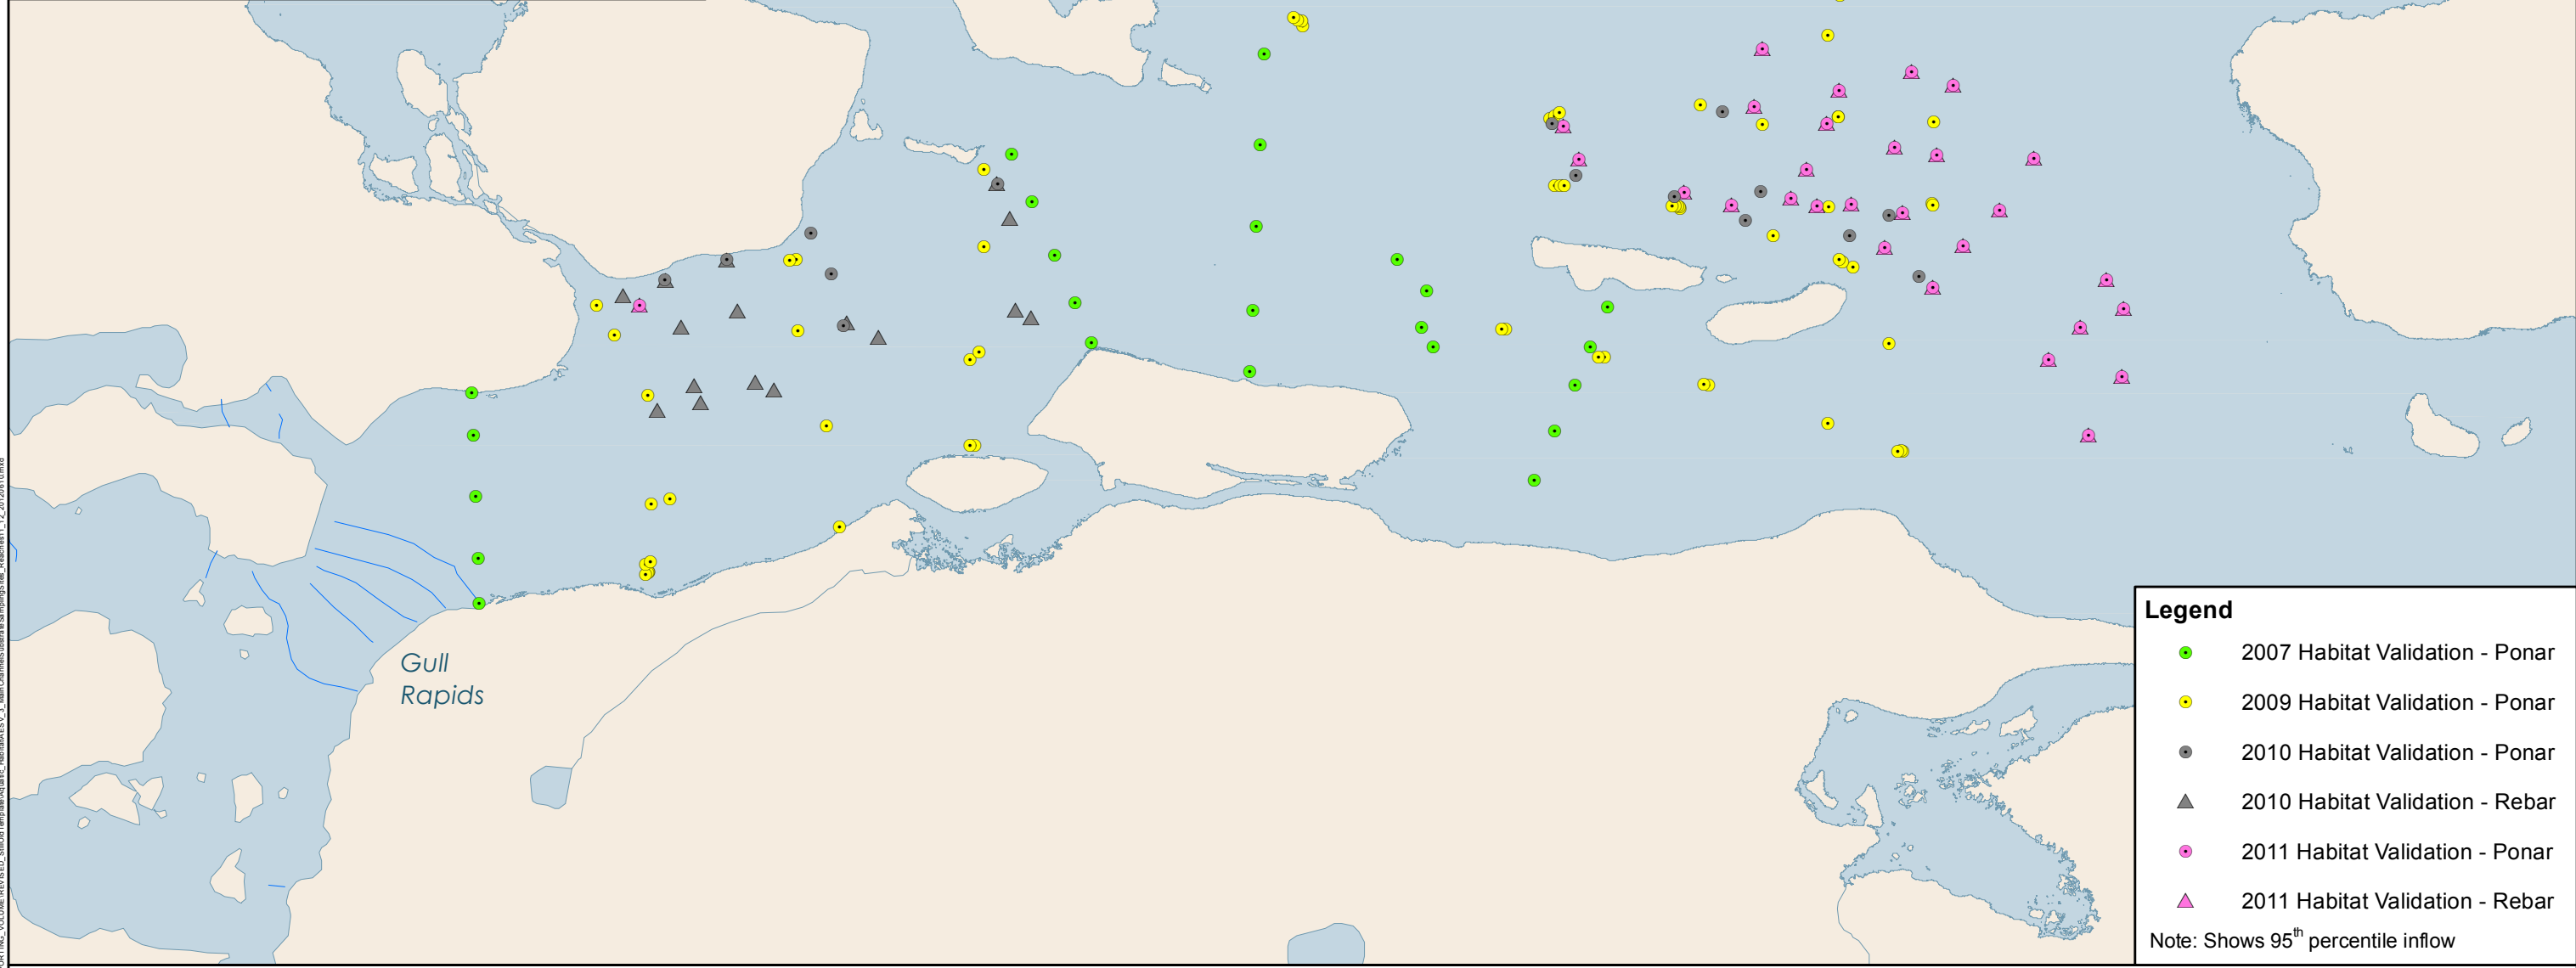 Gull
Rapids
Legend
2007 Habitat Validation - Ponar
2009 Habitat Validation - Ponar
2010 Habitat Validation - Ponar
2010 Habitat Validation - Rebar
2011 Habitat Validation - Ponar
2011 Habitat Validation - Rebar
Note: Shows 95th percentile inflow